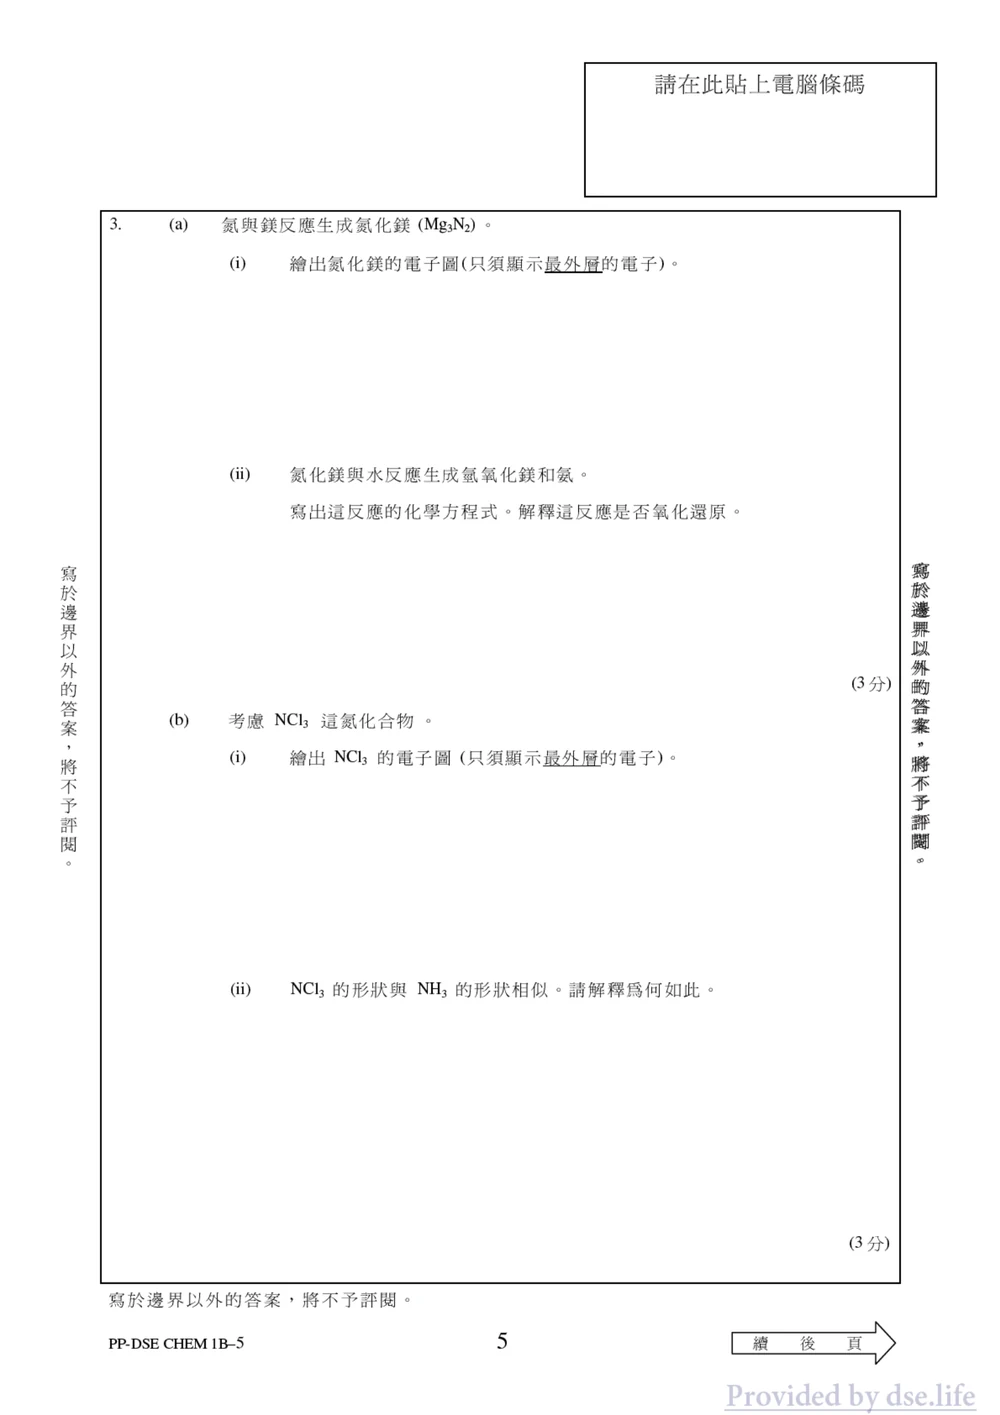 請在此貼上電腦條碼
3. (a) 氮與鎂反應生成氮化鎂 (Mg₃N₂)。
(i) 繪出氮化鎂的電子圖(只須顯示最外層的電子)。
(ii) 氮化鎂與水反應生成氫氧化鎂和氨。
寫出這反應的化學方程式。解釋這反應是否氧化還原。
(3 分)
(b) 考慮 NCl₃ 這氮化合物 。
(i) 繪出 NCl₃ 的電子圖 (只須顯示最外層的電子)。
(ii) NCl₃ 的形狀與 NH₃ 的形狀相似。請解釋爲何如此。
(3 分)
寫於邊界以外的答案,將不予評閱。
寫於邊界以外的答案,將不予評閱。
寫於邊界以外的答案,將不予評閱。
PP-DSE CHEM 1B–5
5
續 後 頁
Provided by dse.life